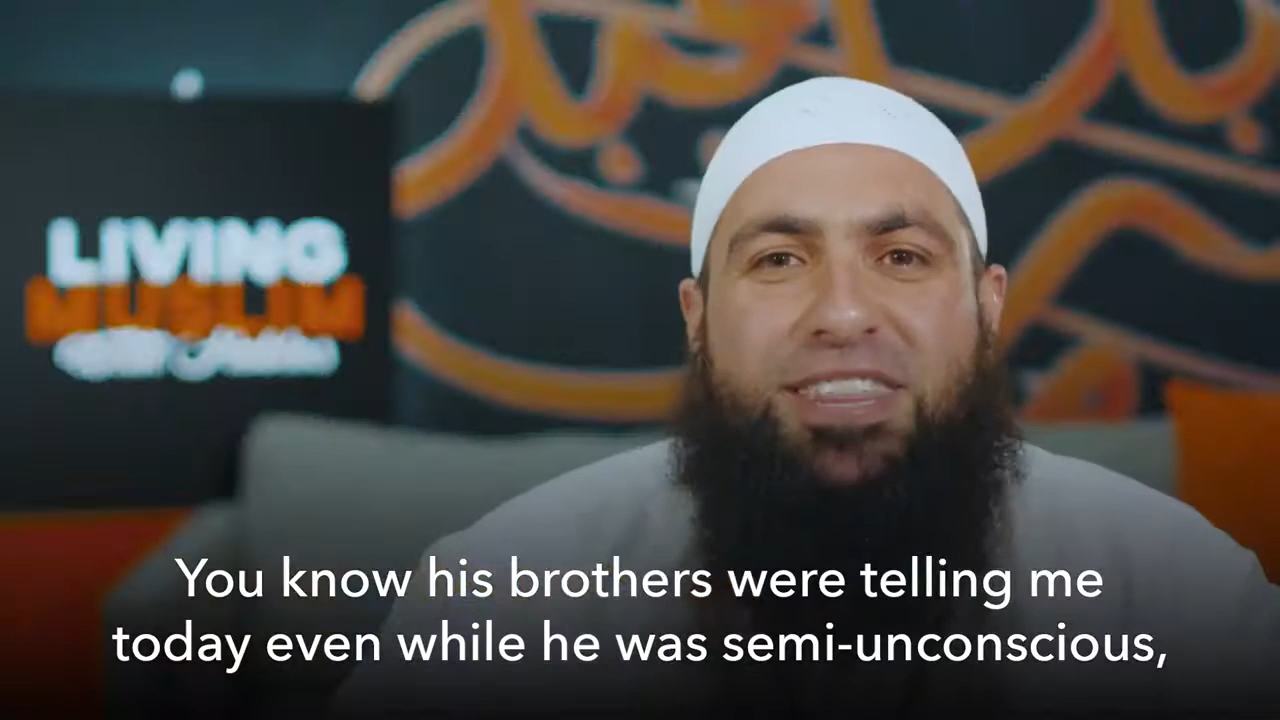 LIVING
MUSLIM
You know his brothers were telling me
today even while he was semi-unconscious,